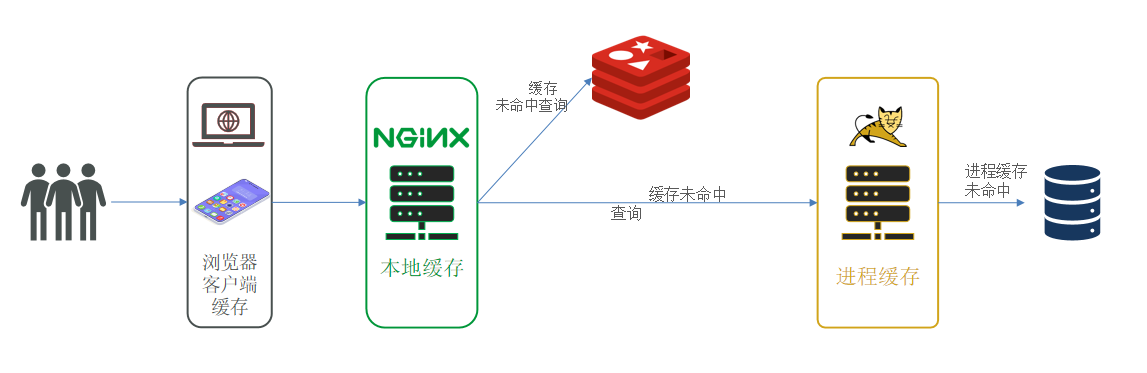 浏览器
客户端
缓存
NGINX
本地缓存
缓存
未命中查询
缓存未命中
查询
进程缓存
进程缓存
未命中